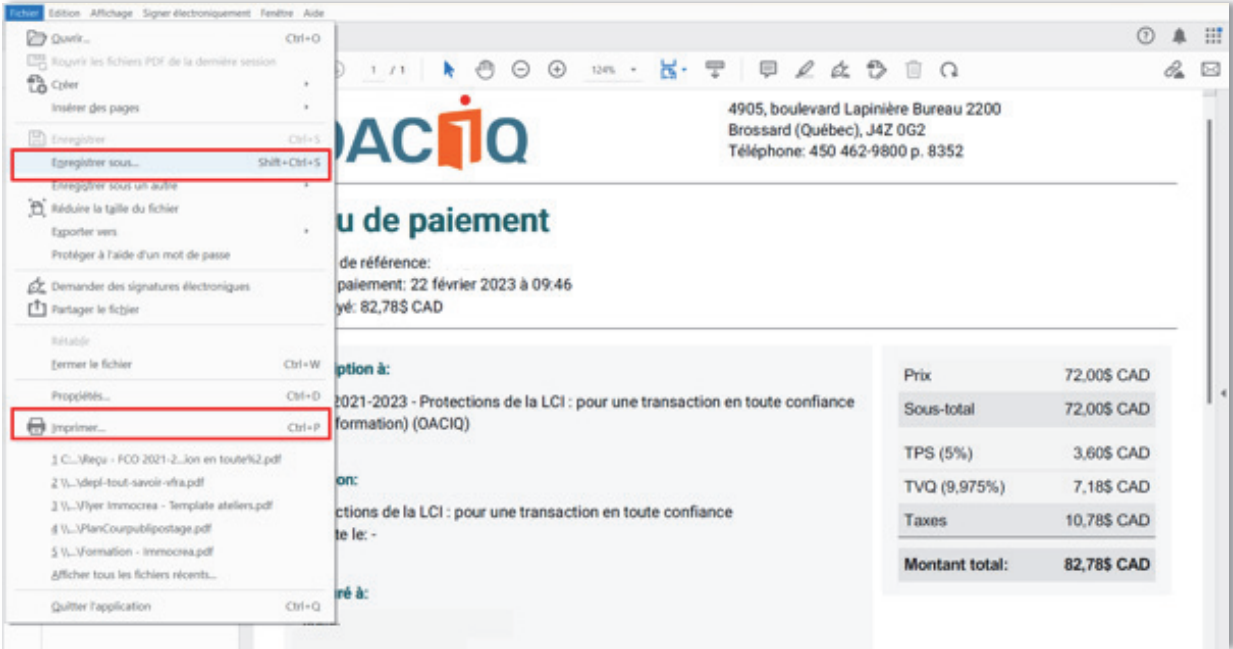 Fichier Edition Affichage Signer électroniquement Fenêtre Aide
Ouvrir... Ctrl+O
Rouvrir les fichiers PDF de la dernière session
Créer
Insérer des pages
Enregistrer Ctrl+S
Enregistrer sous... Shift+Ctrl+S
Enregistrer sous un autre
Réduire la taille du fichier
Exporter vers
Protéger à l'aide d'un mot de passe
Demander des signatures électroniques
Partager le fichier
Rétablir
Fermer le fichier Ctrl+W
Propriétés... Ctrl+D
Imprimer... Ctrl+P
1 C:...\Reçu - FCO 2021-2...ion en toute%2.pdf
2 \\...\depl-tout-savoir-vfra.pdf
3 \\...\Flyer Immocrea - Template ateliers.pdf
4 \\...\PlanCourpublipostage.pdf
5 \\...\Formation - Immocrea.pdf
Afficher tous les fichiers récents...
Quitter l'application Ctrl+Q
1 / 1 124%
OACIQ
4905, boulevard Lapinière Bureau 2200
Brossard (Québec), J4Z 0G2
Téléphone: 450 462-9800 p. 8352
u de paiement
de référence:
paiement: 22 février 2023 à 09:46
yé: 82,78$ CAD
ption à:
2021-2023 - Protections de la LCI : pour une transaction en toute confiance
formation) (OACIQ)
on:
ctions de la LCI : pour une transaction en toute confiance
te le: -
ré à:
Prix 72,00$ CAD
Sous-total 72,00$ CAD
TPS (5%) 3,60$ CAD
TVQ (9,975%) 7,18$ CAD
Taxes 10,78$ CAD
Montant total: 82,78$ CAD